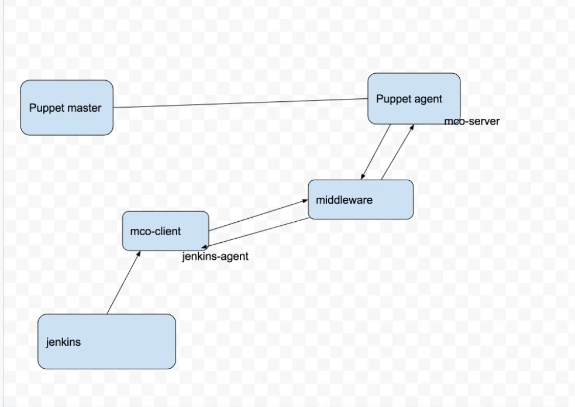 Puppet master
Puppet agent
mco-server
middleware
mco-client
jenkins-agent
jenkins